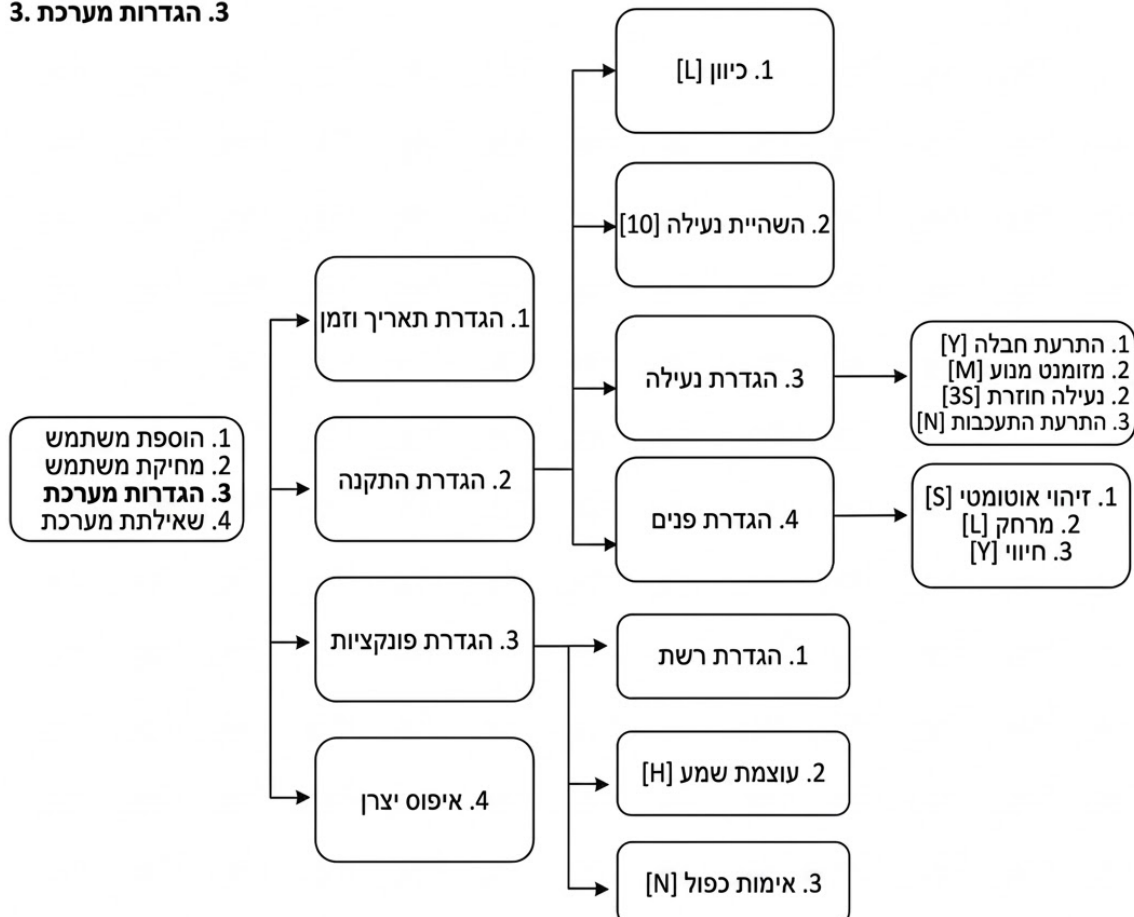 3. הגדרות מערכת
1. הוספת משתמש
2. מחיקת משתמש
3. הגדרות מערכת
4. שאילתת מערכת
1. הגדרת תאריך וזמן
2. הגדרת התקנה
3. הגדרת פונקציות
4. איפוס יצרן
1. כיוון [L]
2. השהיית נעילה [10]
3. הגדרת נעילה
4. הגדרת פנים
1. התרעת חבלה [Y]
2. מזומנט מנוע [M]
2. נעילה חוזרת [3S]
3. התרעת התעכבות [N]
1. זיהוי אוטומטי [S]
2. מרחק [L]
3. חיווי [Y]
1. הגדרת רשת
2. עוצמת שמע [H]
3. אימות כפול [N]